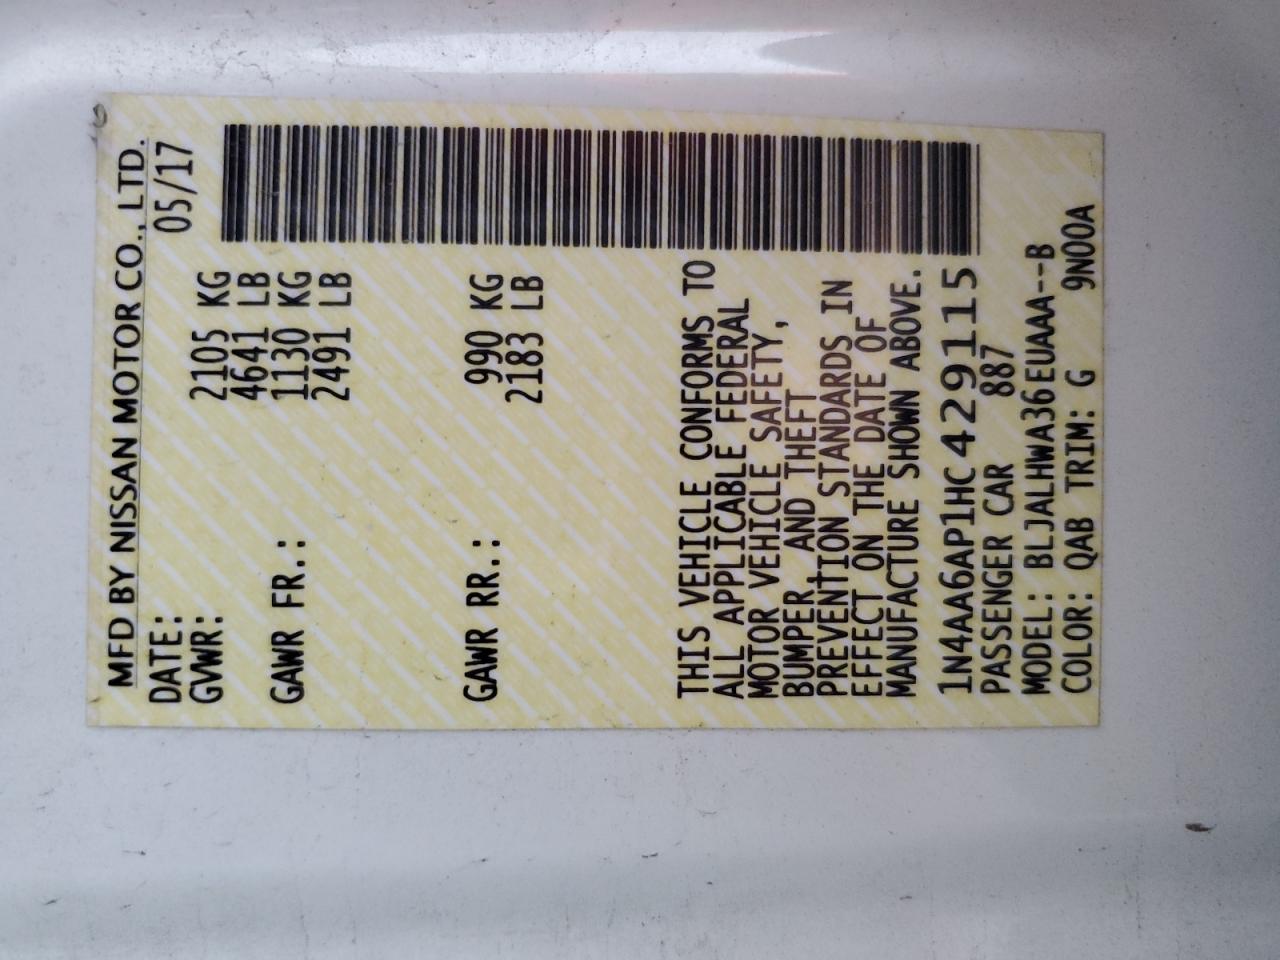 MFD BY NISSAN MOTOR CO., LTD.
DATE: 05/17
GVWR: 2105 KG
4641 LB
GAWR FR.: 1130 KG
2491 LB
GAWR RR.: 990 KG
2183 LB
THIS VEHICLE CONFORMS TO
ALL APPLICABLE FEDERAL
MOTOR VEHICLE SAFETY,
BUMPER, AND THEFT
PREVENTION STANDARDS IN
EFFECT ON THE DATE OF
MANUFACTURE SHOWN ABOVE.
1N4AA6AP1HC429115
PASSENGER CAR 887
MODEL: BLJALHWA36EUAAA--B
COLOR: QAB TRIM: G 9N00A